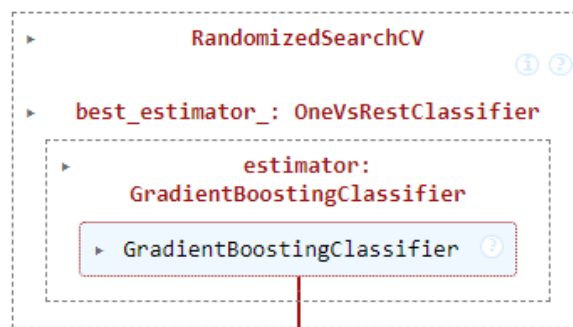 RandomizedSearchCV
i ?
best_estimator_: OneVsRestClassifier
estimator:
GradientBoostingClassifier
GradientBoostingClassifier ?